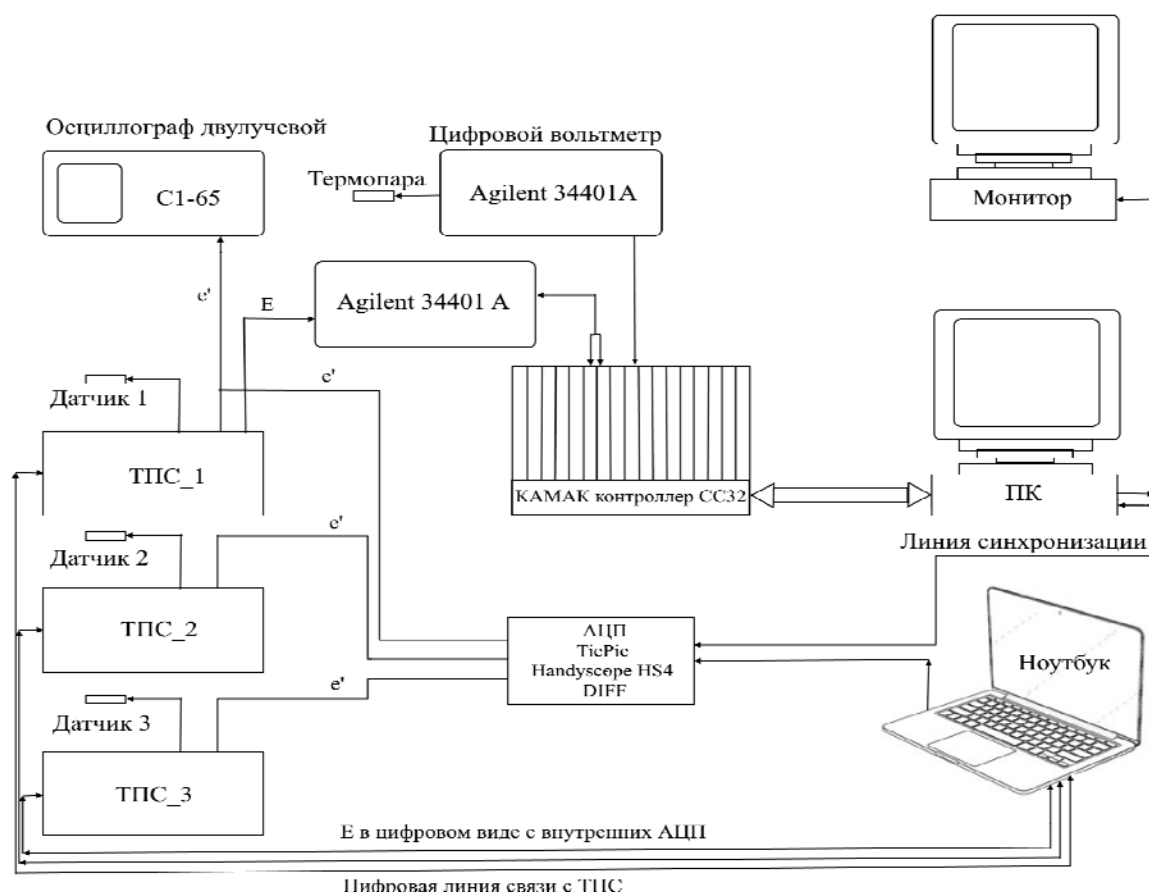 Осциллограф двулучевой
Цифровой вольтметр
Термопара
С1-65
Agilent 34401A
Монитор
e'
E
Agilent 34401 A
e'
Датчик 1
ТПС_1
КАМАК контроллер СС32
ПК
e'
Датчик 2
Линия синхронизации
ТПС_2
АЦП
TiePie
Handyscope HS4
DIFF
Ноутбук
e'
Датчик 3
ТПС_3
Е в цифровом виде с внутренних АЦП
Цифровая линия связи с ТПС